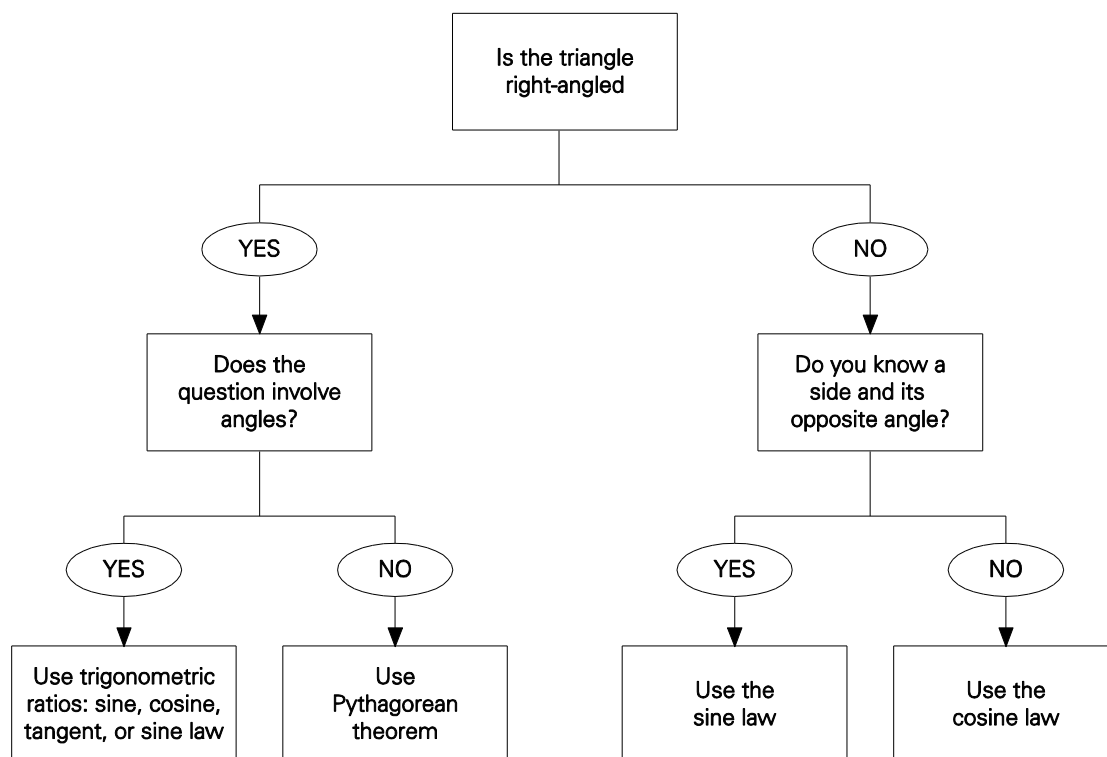 Is the triangle
right-angled
YES
NO
Does the
question involve
angles?
Do you know a
side and its
opposite angle?
YES
NO
YES
NO
Use trigonometric
ratios: sine, cosine,
tangent, or sine law
Use
Pythagorean
theorem
Use the
sine law
Use the
cosine law